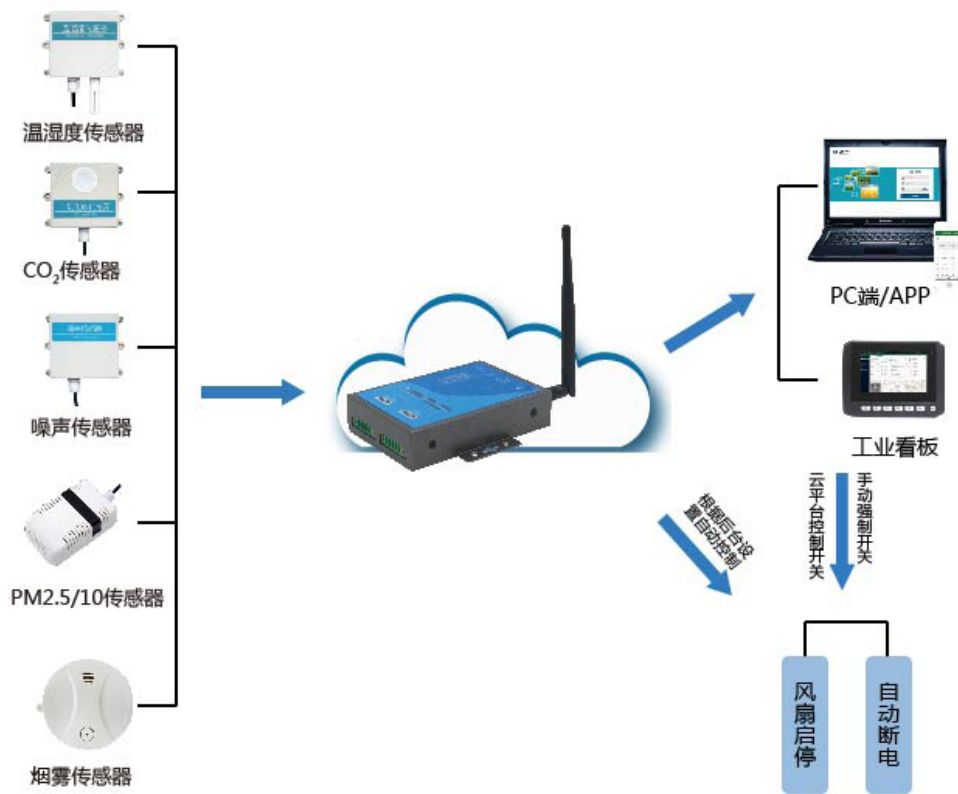 温湿度传感器
CO₂传感器
噪声传感器
PM2.5/10传感器
烟雾传感器
PC端/APP
工业看板
根据后台设
置自动控制
云平台控制开关
手动强制开关
风扇启停
自动断电